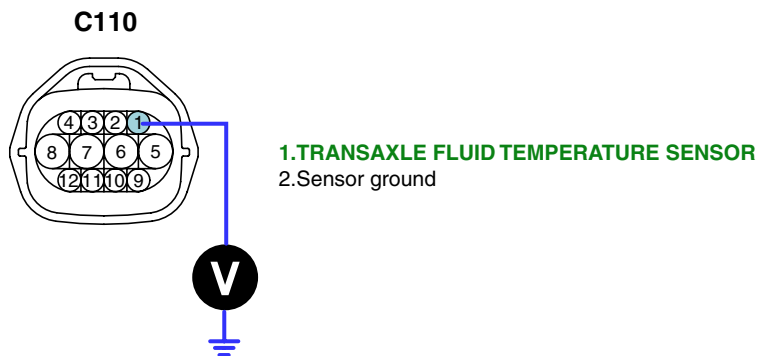 C110
4 3 2 1
8 7 6 5
12 11 10 9
1.TRANSAXLE FLUID TEMPERATURE SENSOR
2.Sensor ground
V